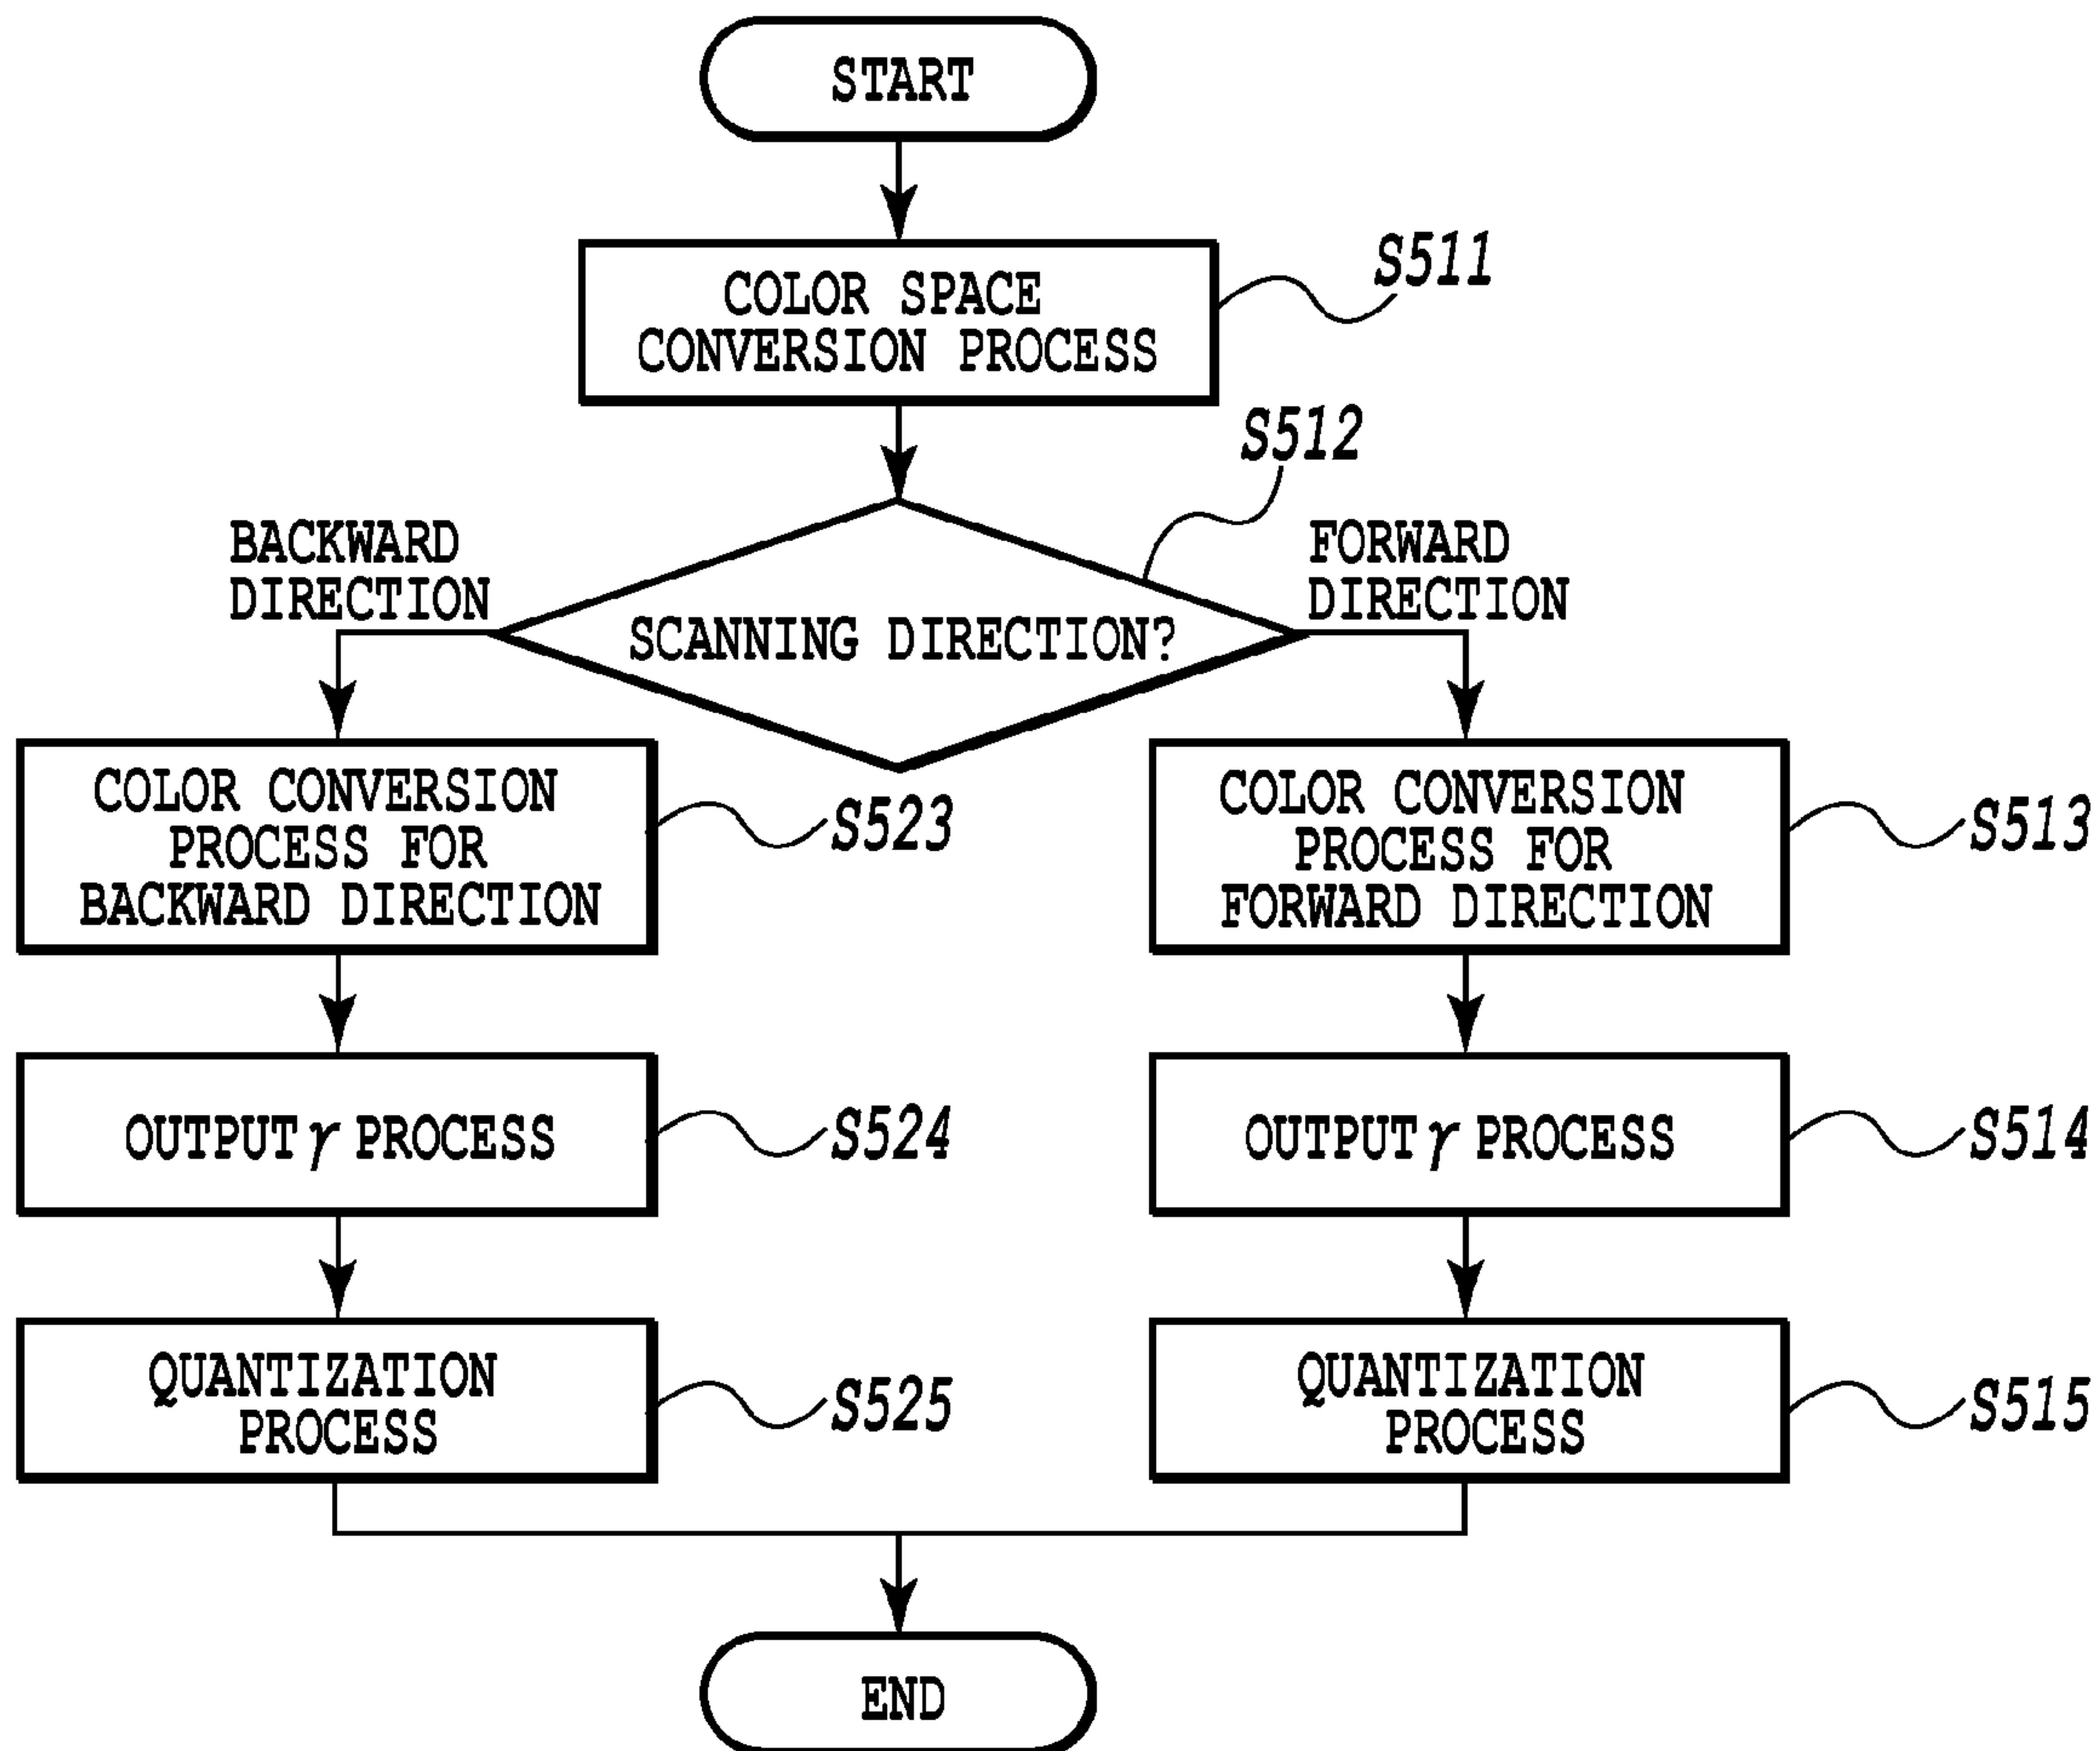 START
COLOR SPACE
CONVERSION PROCESS
S511
S512
BACKWARD
DIRECTION
FORWARD
DIRECTION
SCANNING DIRECTION?
COLOR CONVERSION
PROCESS FOR
BACKWARD DIRECTION
S523
COLOR CONVERSION
PROCESS FOR
FORWARD DIRECTION
S513
OUTPUT γ PROCESS
S524
OUTPUT γ PROCESS
S514
QUANTIZATION
PROCESS
S525
QUANTIZATION
PROCESS
S515
END